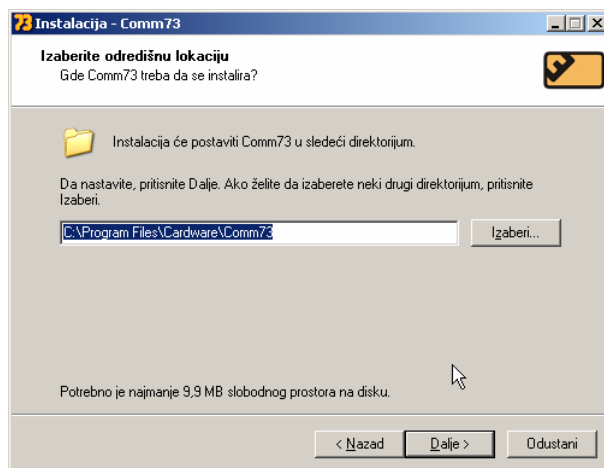 73 Instalacija - Comm73
Izaberite odredišnu lokaciju
Gde Comm73 treba da se instalira?
Instalacija će postaviti Comm73 u sledeći direktorijum.
Da nastavite, pritisnite Dalje. Ako želite da izaberete neki drugi direktorijum, pritisnite
Izaberi.
C:\Program Files\Cardware\Comm73
Izaberi...
Potrebno je najmanje 9,9 MB slobodnog prostora na disku.
< Nazad
Dalje >
Odustani